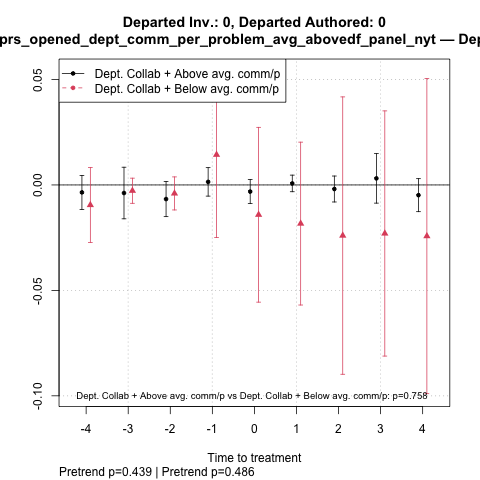 Departed Inv.: 0, Departed Authored: 0
prs_opened_dept_comm_per_problem_avg_abovedf_panel_nyt — Dep
Dept. Collab + Above avg. comm/p
Dept. Collab + Below avg. comm/p
0.05
0.00
-0.05
-0.10
Dept. Collab + Above avg. comm/p vs Dept. Collab + Below avg. comm/p: p=0.758
-4 -3 -2 -1 0 1 2 3 4
Time to treatment
Pretrend p=0.439 | Pretrend p=0.486